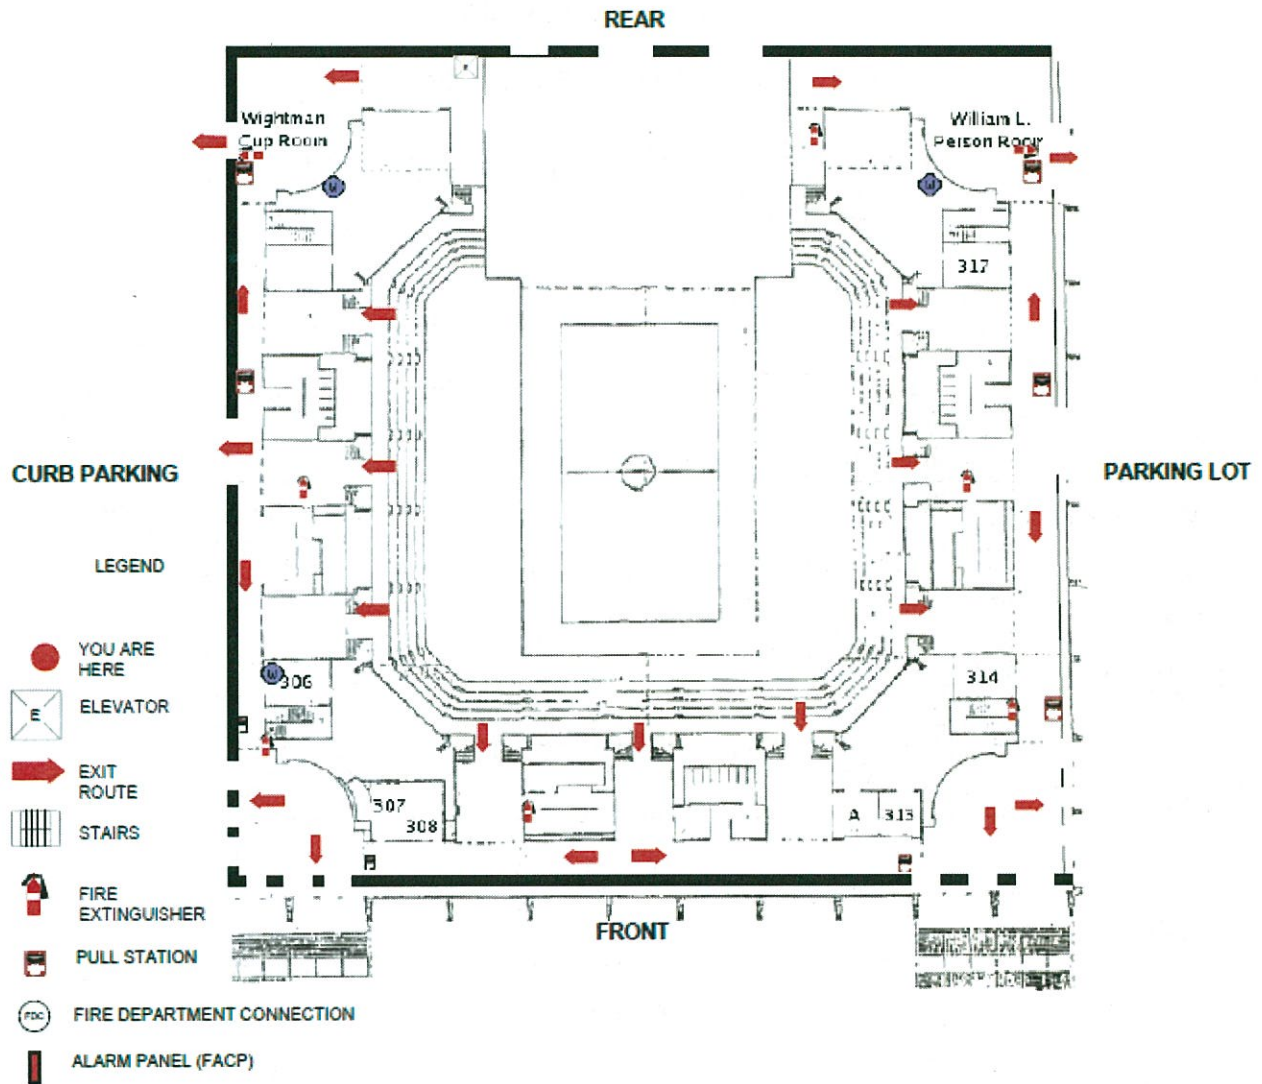 REAR
E
Wightman
Cup Room
William L.
Person Room
W
W
317
CURB PARKING
PARKING LOT
LEGEND
YOU ARE
HERE
E
ELEVATOR
EXIT
ROUTE
STAIRS
FIRE
EXTINGUISHER
PULL STATION
FDC
FIRE DEPARTMENT CONNECTION
ALARM PANEL (FACP)
W
306
314
307
308
A
313
FRONT